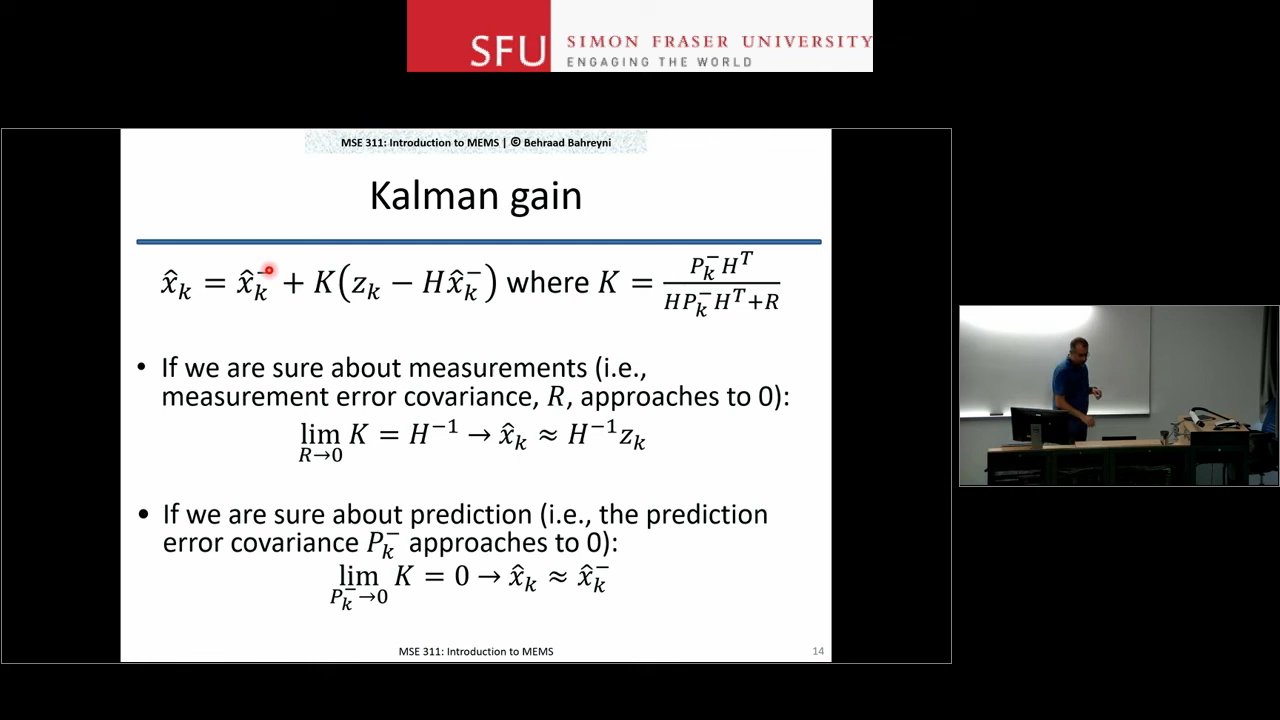 SFU SIMON FRASER UNIVERSITY
ENGAGING THE WORLD
MSE 311: Introduction to MEMS | © Behraad Bahreyni
Kalman gain
x̂ₖ = x̂ₖ⁻ + K(zₖ − Hx̂ₖ⁻) where K = Pₖ⁻Hᵀ / (HPₖ⁻Hᵀ+R)
• If we are sure about measurements (i.e.,
measurement error covariance, R, approaches to 0):
lim R→0 K = H⁻¹ → x̂ₖ ≈ H⁻¹zₖ
• If we are sure about prediction (i.e., the prediction
error covariance Pₖ⁻ approaches to 0):
lim Pₖ⁻→0 K = 0 → x̂ₖ ≈ x̂ₖ⁻
MSE 311: Introduction to MEMS
14